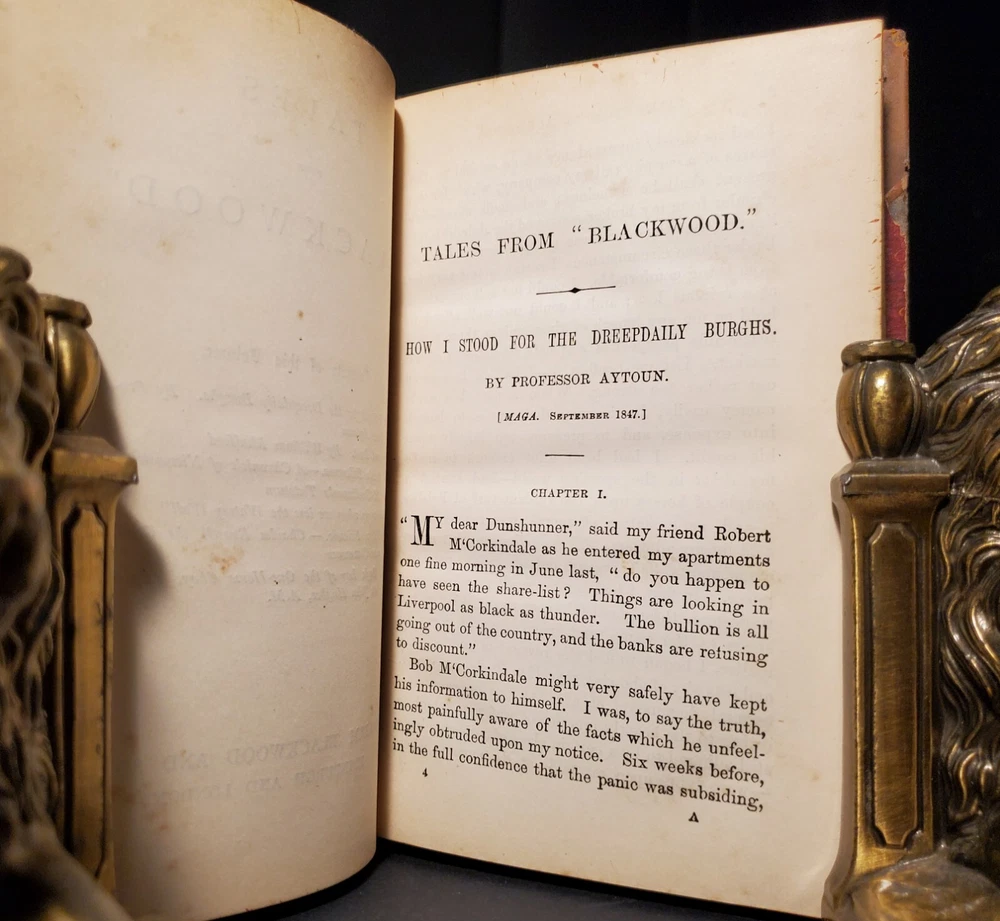 TALES FROM “BLACKWOOD.”
HOW I STOOD FOR THE DREEPDAILY BURGHS.
BY PROFESSOR AYTOUN.
[MAGA. SEPTEMBER 1847.]
CHAPTER I.
“MY dear Dunshunner,” said my friend Robert
M‘Corkindale as he entered my apartments
one fine morning in June last, “do you happen to
have seen the share-list? Things are looking in
Liverpool as black as thunder. The bullion is all
going out of the country, and the banks are refusing
to discount.”
Bob M‘Corkindale might very safely have kept
his information to himself. I was, to say the truth,
most painfully aware of the facts which he unfeel-
ingly obtruded upon my notice. Six weeks before,
in the full confidence that the panic was subsiding,
4
A